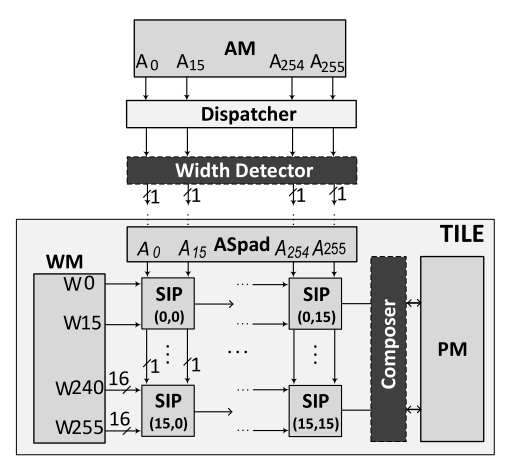 AM
A0 A15 A254 A255
Dispatcher
Width Detector
1 1 1 1
TILE
ASpad
A0 A15 A254 A255
WM
W0
W15
W240
W255
16
16
SIP
(0,0)
...
SIP
(0,15)
1 1
...
SIP
(15,0)
...
SIP
(15,15)
Composer
PM